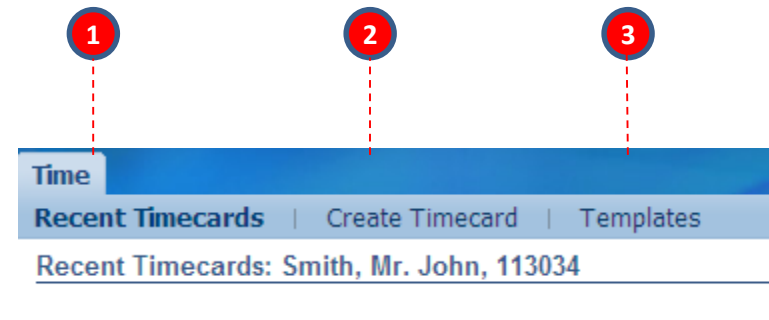 1 2 3
Time
Recent Timecards | Create Timecard | Templates
Recent Timecards: Smith, Mr. John, 113034